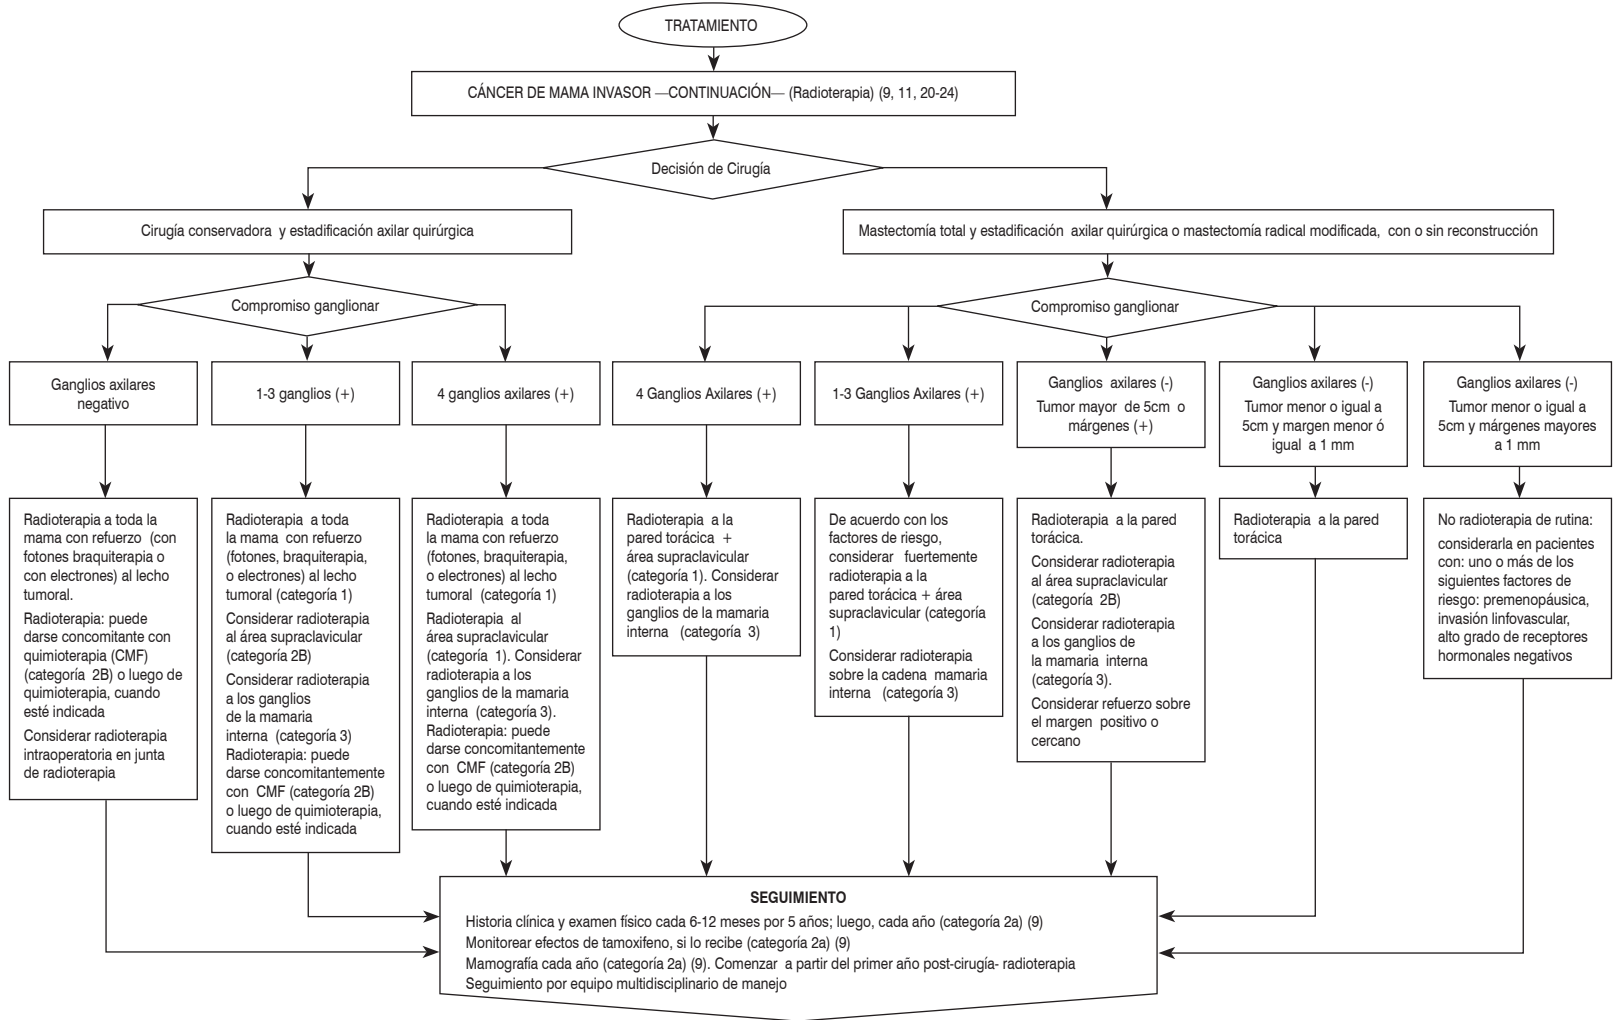 TRATAMIENTO
CÁNCER DE MAMA INVASOR —CONTINUACIÓN— (Radioterapia) (9, 11, 20-24)
Decisión de Cirugía
Cirugía conservadora y estadificación axilar quirúrgica
Mastectomía total y estadificación axilar quirúrgica o mastectomía radical modificada, con o sin reconstrucción
Compromiso ganglionar
Compromiso ganglionar
Ganglios axilares
negativo
1-3 ganglios (+)
4 ganglios axilares (+)
4 Ganglios Axilares (+)
1-3 Ganglios Axilares (+)
Ganglios axilares (-)
Tumor mayor de 5cm o
márgenes (+)
Ganglios axilares (-)
Tumor menor o igual a
5cm y margen menor ó
igual a 1 mm
Ganglios axilares (-)
Tumor menor o igual a
5cm y márgenes mayores
a 1 mm
Radioterapia a toda la
mama con refuerzo (con
fotones braquiterapia o
con electrones) al lecho
tumoral.
Radioterapia: puede
darse concomitante con
quimioterapia (CMF)
(categoría 2B) o luego de
quimioterapia, cuando
esté indicada
Considerar radioterapia
intraoperatoria en junta
de radioterapia
Radioterapia a toda
la mama con refuerzo
(fotones, braquiterapia,
o electrones) al lecho
tumoral (categoría 1)
Considerar radioterapia
al área supraclavicular
(categoría 2B)
Considerar radioterapia
a los ganglios
de la mamaria
interna (categoría 3)
Radioterapia: puede
darse concomitantemente
con CMF (categoría 2B)
o luego de quimioterapia,
cuando esté indicada
Radioterapia a toda
la mama con refuerzo
(fotones, braquiterapia,
o electrones) al lecho
tumoral (categoría 1)
Radioterapia al
área supraclavicular
(categoría 1). Considerar
radioterapia a los
ganglios de la mamaria
interna (categoría 3).
Radioterapia: puede
darse concomitantemente
con CMF (categoría 2B)
o luego de quimioterapia,
cuando esté indicada
Radioterapia a la
pared torácica +
área supraclavicular
(categoría 1). Considerar
radioterapia a los
ganglios de la mamaria
interna (categoría 3)
De acuerdo con los
factores de riesgo,
considerar fuertemente
radioterapia a la
pared torácica + área
supraclavicular (categoría
1)
Considerar radioterapia
sobre la cadena mamaria
interna (categoría 3)
Radioterapia a la pared
torácica.
Considerar radioterapia
al área supraclavicular
(categoría 2B)
Considerar radioterapia
a los ganglios de
la mamaria interna
(categoría 3).
Considerar refuerzo sobre
el margen positivo o
cercano
Radioterapia a la pared
torácica
No radioterapia de rutina:
considerarla en pacientes
con: uno o más de los
siguientes factores de
riesgo: premenopáusica,
invasión linfovascular,
alto grado de receptores
hormonales negativos
SEGUIMIENTO
Historia clínica y examen físico cada 6-12 meses por 5 años; luego, cada año (categoría 2a) (9)
Monitorear efectos de tamoxifeno, si lo recibe (categoría 2a) (9)
Mamografía cada año (categoría 2a) (9). Comenzar a partir del primer año post-cirugía- radioterapia
Seguimiento por equipo multidisciplinario de manejo